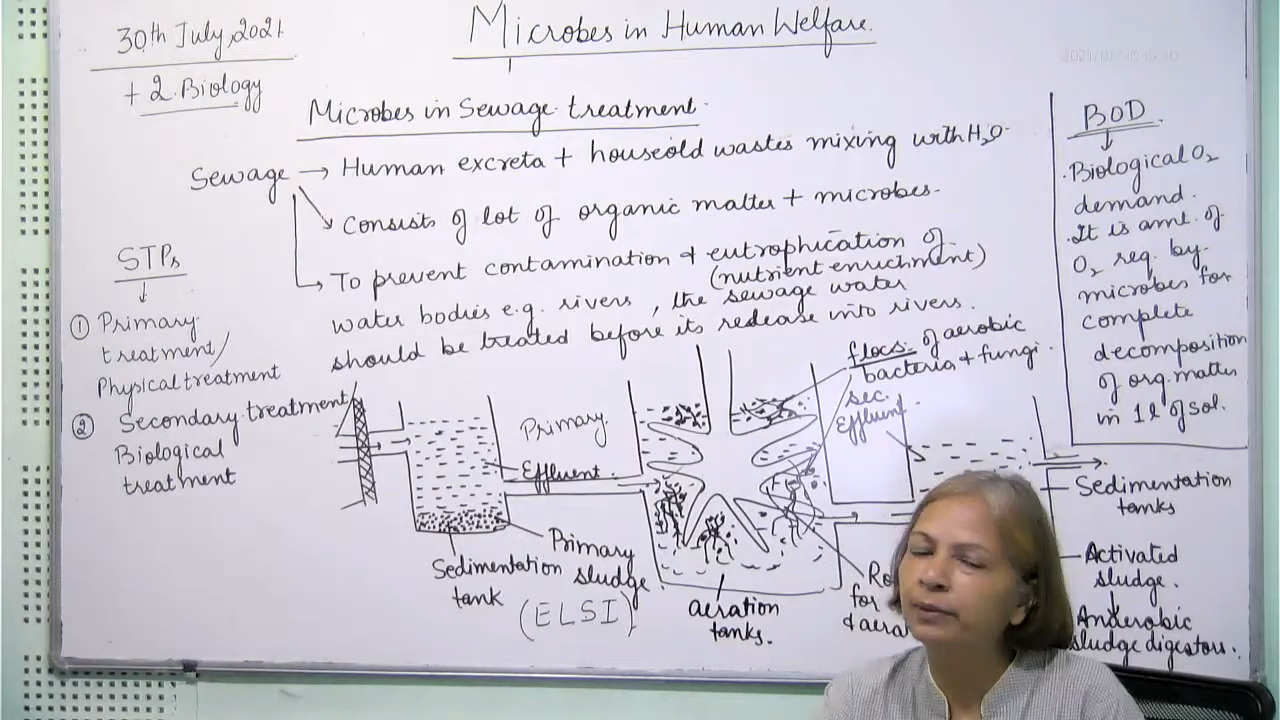 30th July, 2021
+ 2 Biology
Microbes in Human Welfare.
Microbes in Sewage treatment.
Sewage → Human excreta + houseold wastes mixing with H2O.
Consists of lot of organic matter + microbes.
To prevent contamination & eutrophication of
(nutrient enrichment)
water bodies e.g. rivers, the sewage water
should be treated before its redease into rivers.
BOD
Biological O2
demand.
It is amt. of
O2 req. by
microbes for
complete
decomposition
of org. matter
in 1 l of sol.
STPs
① Primary
treatment/
Physical treatment
② Secondary treatment
Biological
treatment
Primary
Effluent
Primary
sludge
Sedimentation
tank
(ELSI)
aeration
tanks.
flocs of aerobic
bacteria + fungi.
sec.
Effluent.
Ro
for
& aera
Sedimentation
tanks
Activated
sludge.
Anaerobic
sludge digestors.